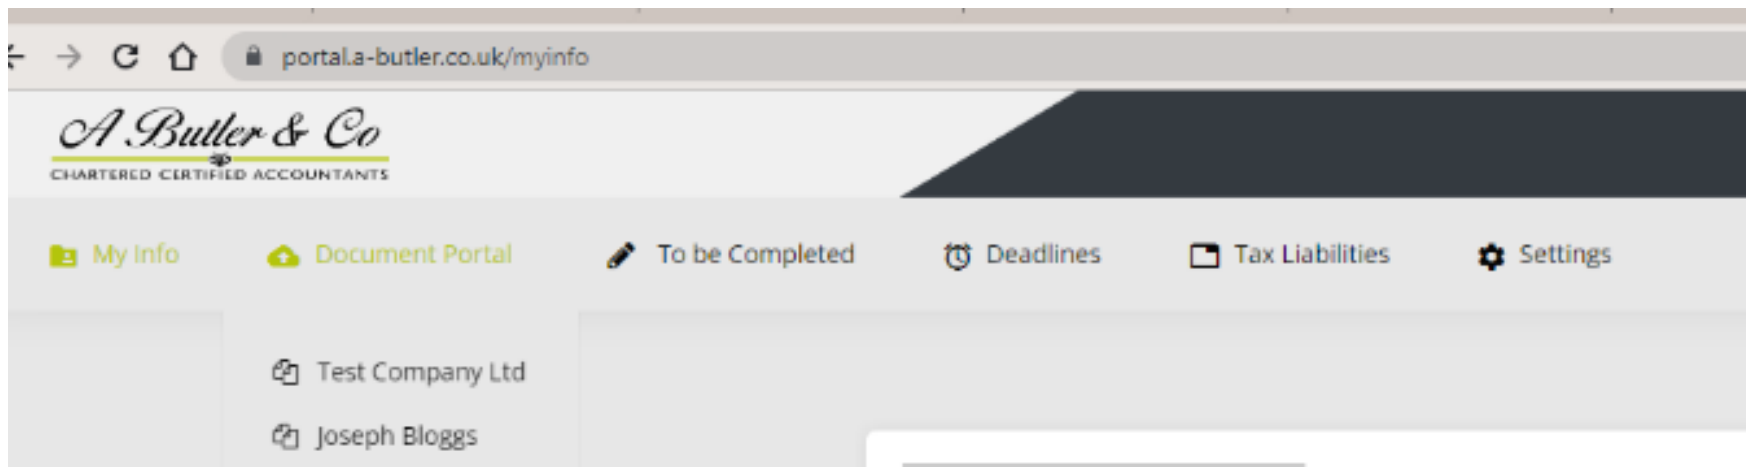 portal.a-butler.co.uk/myinfo
A Butler & Co
CHARTERED CERTIFIED ACCOUNTANTS
My Info Document Portal To be Completed Deadlines Tax Liabilities Settings
Test Company Ltd
Joseph Bloggs